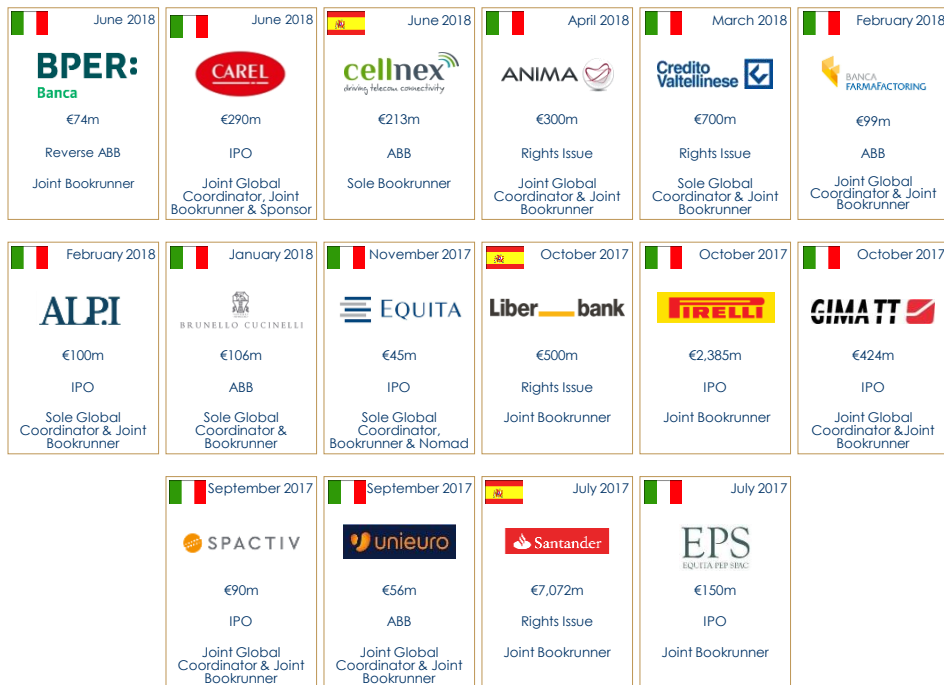 June 2018
BPER:
Banca
€74m
Reverse ABB
Joint Bookrunner
June 2018
CAREL
€290m
IPO
Joint Global
Coordinator, Joint
Bookrunner & Sponsor
June 2018
cellnex
driving telecom connectivity
€213m
ABB
Sole Bookrunner
April 2018
ANIMA
€300m
Rights Issue
Joint Global
Coordinator & Joint
Bookrunner
March 2018
Credito
Valtellinese
€700m
Rights Issue
Sole Global
Coordinator & Joint
Bookrunner
February 2018
BANCA
FARMAFACTORING
€99m
ABB
Joint Global
Coordinator & Joint
Bookrunner
February 2018
ALP.I
€100m
IPO
Sole Global
Coordinator & Joint
Bookrunner
January 2018
BRUNELLO CUCINELLI
€106m
ABB
Sole Global
Coordinator &
Bookrunner
November 2017
EQUITA
€45m
IPO
Sole Global
Coordinator,
Bookrunner & Nomad
October 2017
Liberbank
€500m
Rights Issue
Joint Bookrunner
October 2017
PIRELLI
€2,385m
IPO
Joint Bookrunner
October 2017
GIMA TT
€424m
IPO
Joint Global
Coordinator &Joint
Bookrunner
September 2017
SPACTIV
€90m
IPO
Joint Global
Coordinator & Joint
Bookrunner
September 2017
unieuro
€56m
ABB
Joint Global
Coordinator & Joint
Bookrunner
July 2017
Santander
€7,072m
Rights Issue
Joint Bookrunner
July 2017
EPS
EQUITA PEP SPAC
€150m
IPO
Joint Bookrunner